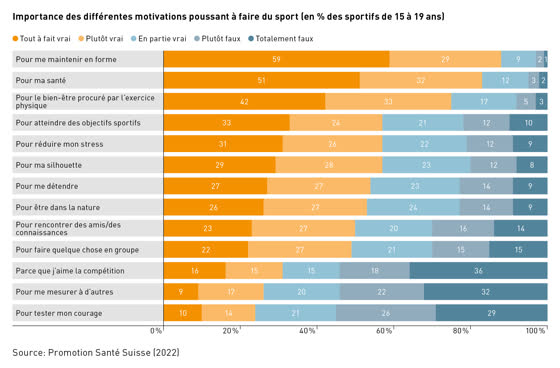 Importance des différentes motivations poussant à faire du sport (en % des sportifs de 15 à 19 ans)
Tout à fait vrai Plutôt vrai En partie vrai Plutôt faux Totalement faux
Pour me maintenir en forme 59 29 9 2 1
Pour ma santé 51 32 12 3 2
Pour le bien-être procuré par l'exercice
physique 42 33 17 5 3
Pour atteindre des objectifs sportifs 33 24 21 12 10
Pour réduire mon stress 31 26 22 12 9
Pour ma silhouette 29 28 23 12 8
Pour me détendre 27 27 23 14 9
Pour être dans la nature 26 27 24 14 9
Pour rencontrer des amis/des
connaissances 23 27 20 16 14
Pour faire quelque chose en groupe 22 27 21 15 15
Parce que j'aime la compétition 16 15 15 18 36
Pour me mesurer à d'autres 9 17 20 22 32
Pour tester mon courage 10 14 21 26 29
0 % 20 % 40 % 60 % 80 % 100 %
Source: Promotion Santé Suisse (2022)